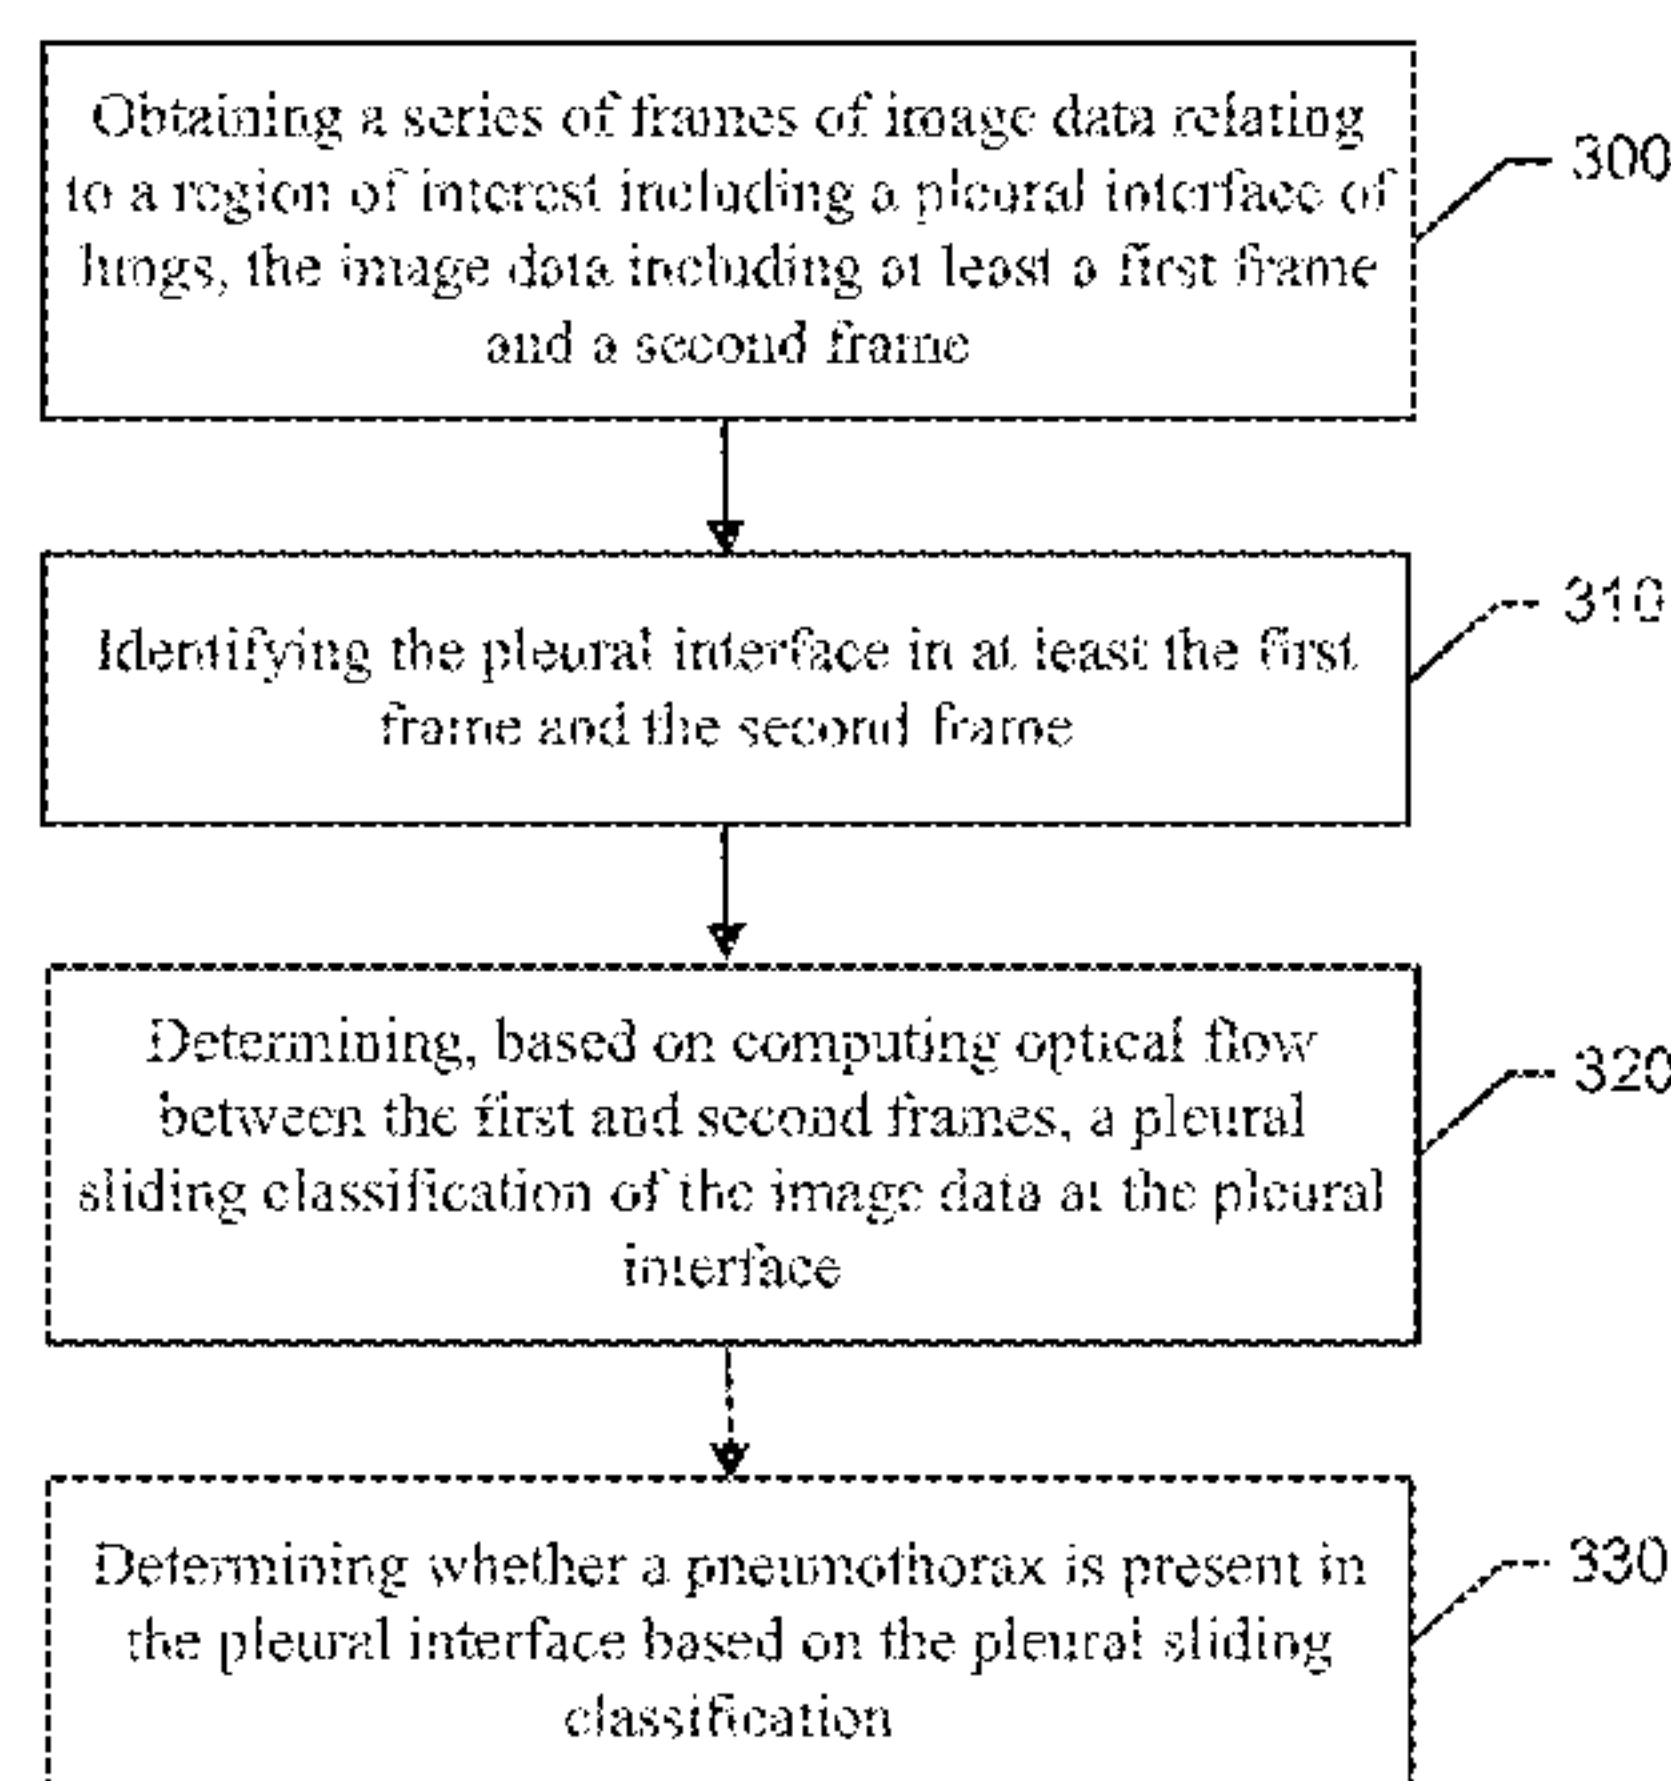 Obtaining a series of frames of image data relating
to a region of interest including a pleural interface of
lungs, the image data including at least a first frame
and a second frame
300
Identifying the pleural interface in at least the first
frame and the second frame
310
Determining, based on computing optical flow
between the first and second frames, a pleural
sliding classification of the image data at the pleural
interface
320
Determining whether a pneumothorax is present in
the pleural interface based on the pleural sliding
classification
330